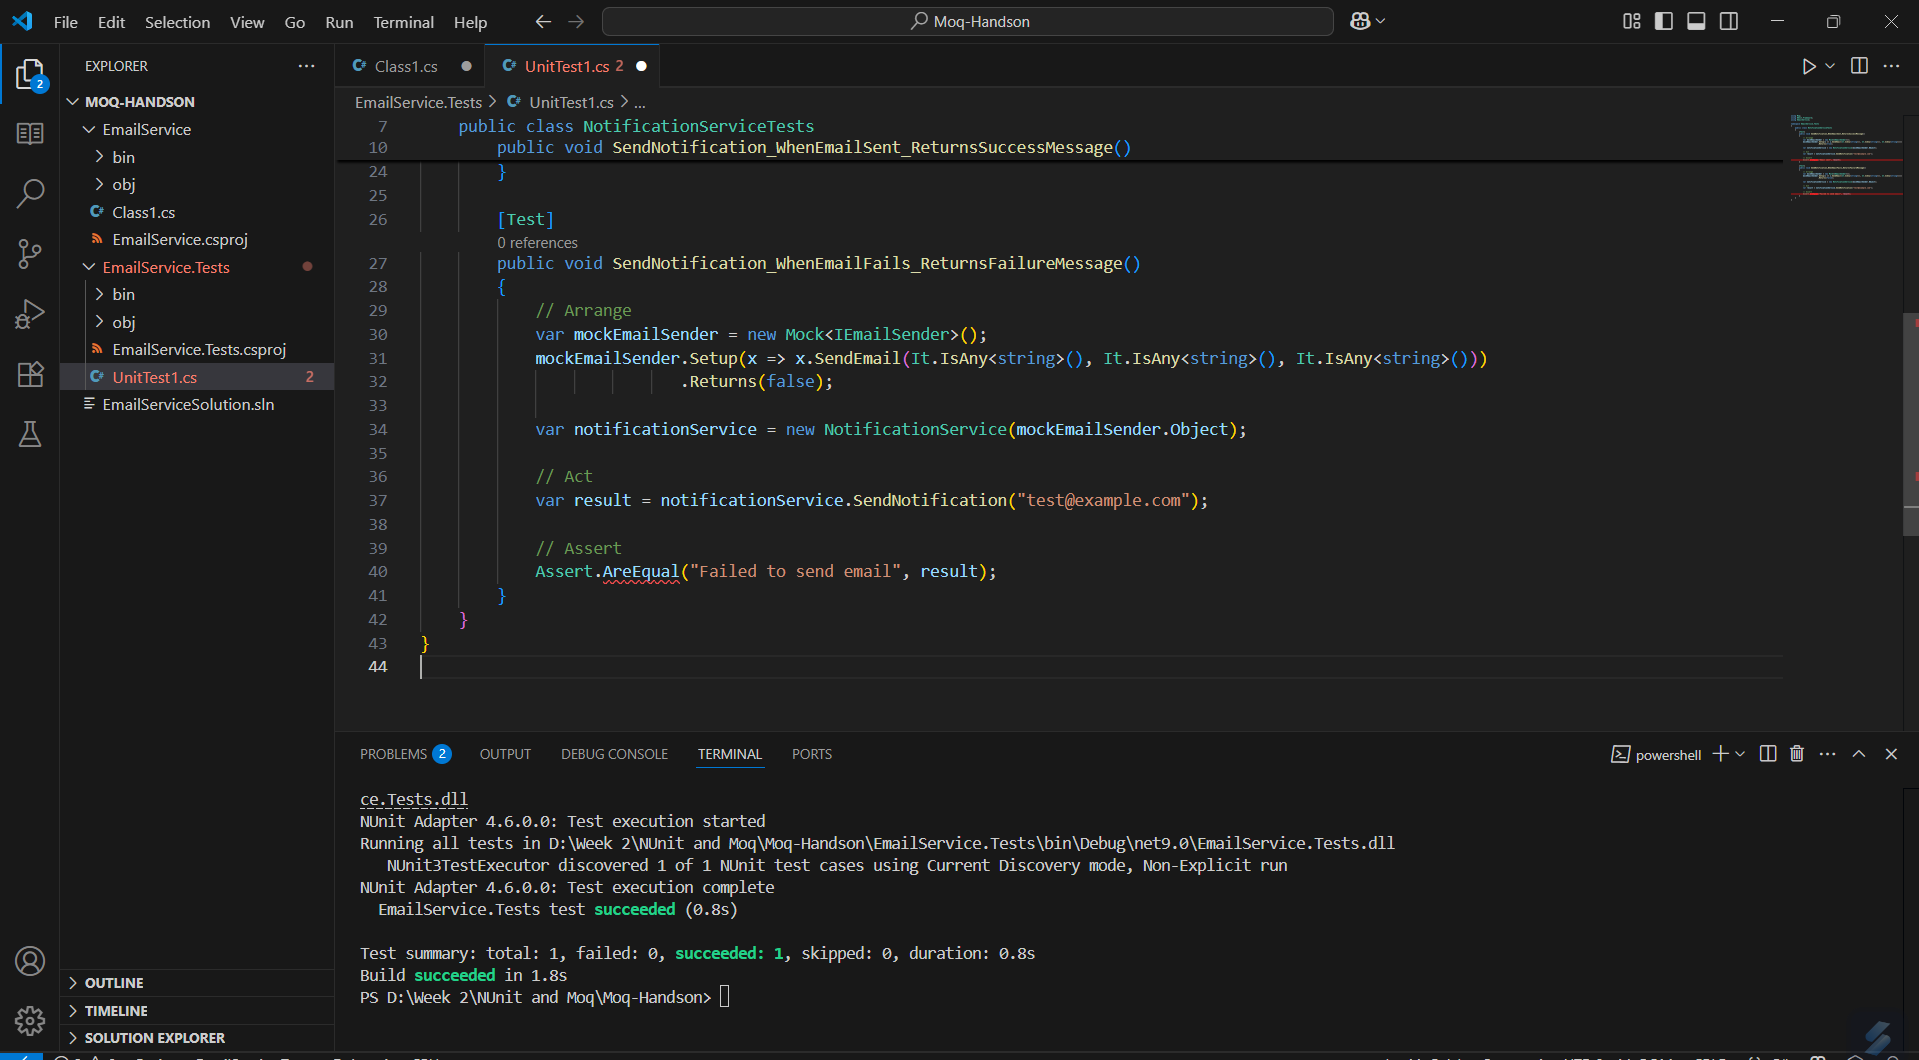 File Edit Selection View Go Run Terminal Help
Moq-Handson
2
EXPLORER
MOQ-HANDSON
EmailService
bin
obj
Class1.cs
EmailService.csproj
EmailService.Tests
bin
obj
EmailService.Tests.csproj
UnitTest1.cs 2
EmailServiceSolution.sln
OUTLINE
TIMELINE
SOLUTION EXPLORER
Class1.cs UnitTest1.cs 2
EmailService.Tests > UnitTest1.cs > ...
7 public class NotificationServiceTests
10 public void SendNotification_WhenEmailSent_ReturnsSuccessMessage()
24 }
25
26 [Test]
0 references
27 public void SendNotification_WhenEmailFails_ReturnsFailureMessage()
28 {
29 // Arrange
30 var mockEmailSender = new Mock<IEmailSender>();
31 mockEmailSender.Setup(x => x.SendEmail(It.IsAny<string>(), It.IsAny<string>(), It.IsAny<string>()))
32 .Returns(false);
33
34 var notificationService = new NotificationService(mockEmailSender.Object);
35
36 // Act
37 var result = notificationService.SendNotification("test@example.com");
38
39 // Assert
40 Assert.AreEqual("Failed to send email", result);
41 }
42 }
43 }
44
PROBLEMS 2 OUTPUT DEBUG CONSOLE TERMINAL PORTS
powershell
ce.Tests.dll
NUnit Adapter 4.6.0.0: Test execution started
Running all tests in D:\Week 2\NUnit and Moq\Moq-Handson\EmailService.Tests\bin\Debug\net9.0\EmailService.Tests.dll
NUnit3TestExecutor discovered 1 of 1 NUnit test cases using Current Discovery mode, Non-Explicit run
NUnit Adapter 4.6.0.0: Test execution complete
EmailService.Tests test succeeded (0.8s)
Test summary: total: 1, failed: 0, succeeded: 1, skipped: 0, duration: 0.8s
Build succeeded in 1.8s
PS D:\Week 2\NUnit and Moq\Moq-Handson>